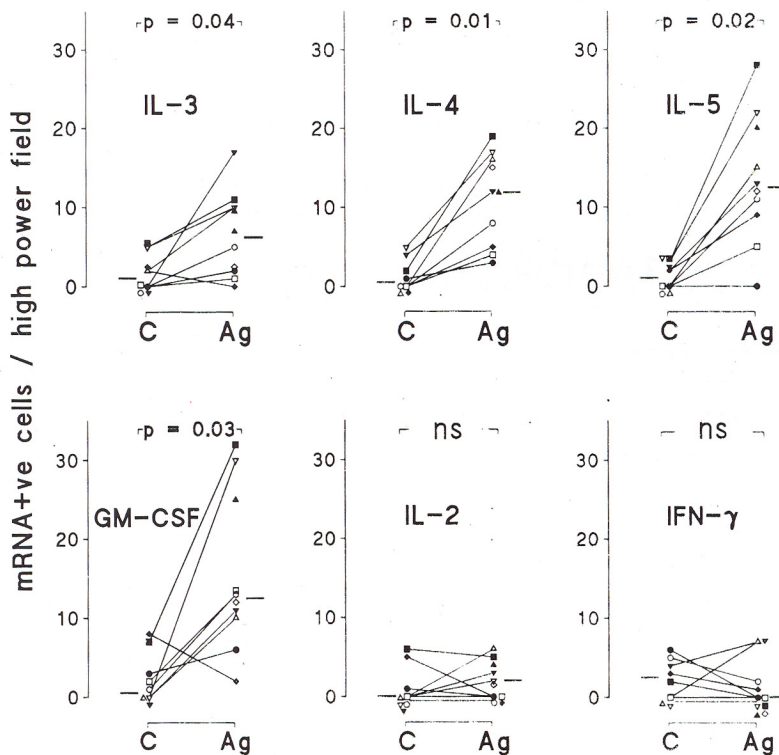 mRNA+ve cells / high power field
p = 0.04
30
IL-3
20
10
0
C Ag
p = 0.01
30
IL-4
20
10
0
C Ag
p = 0.02
30
IL-5
20
10
0
C Ag
p = 0.03
30
GM-CSF
20
10
0
C Ag
ns
30
IL-2
20
10
0
C Ag
ns
30
IFN-γ
20
10
0
C Ag